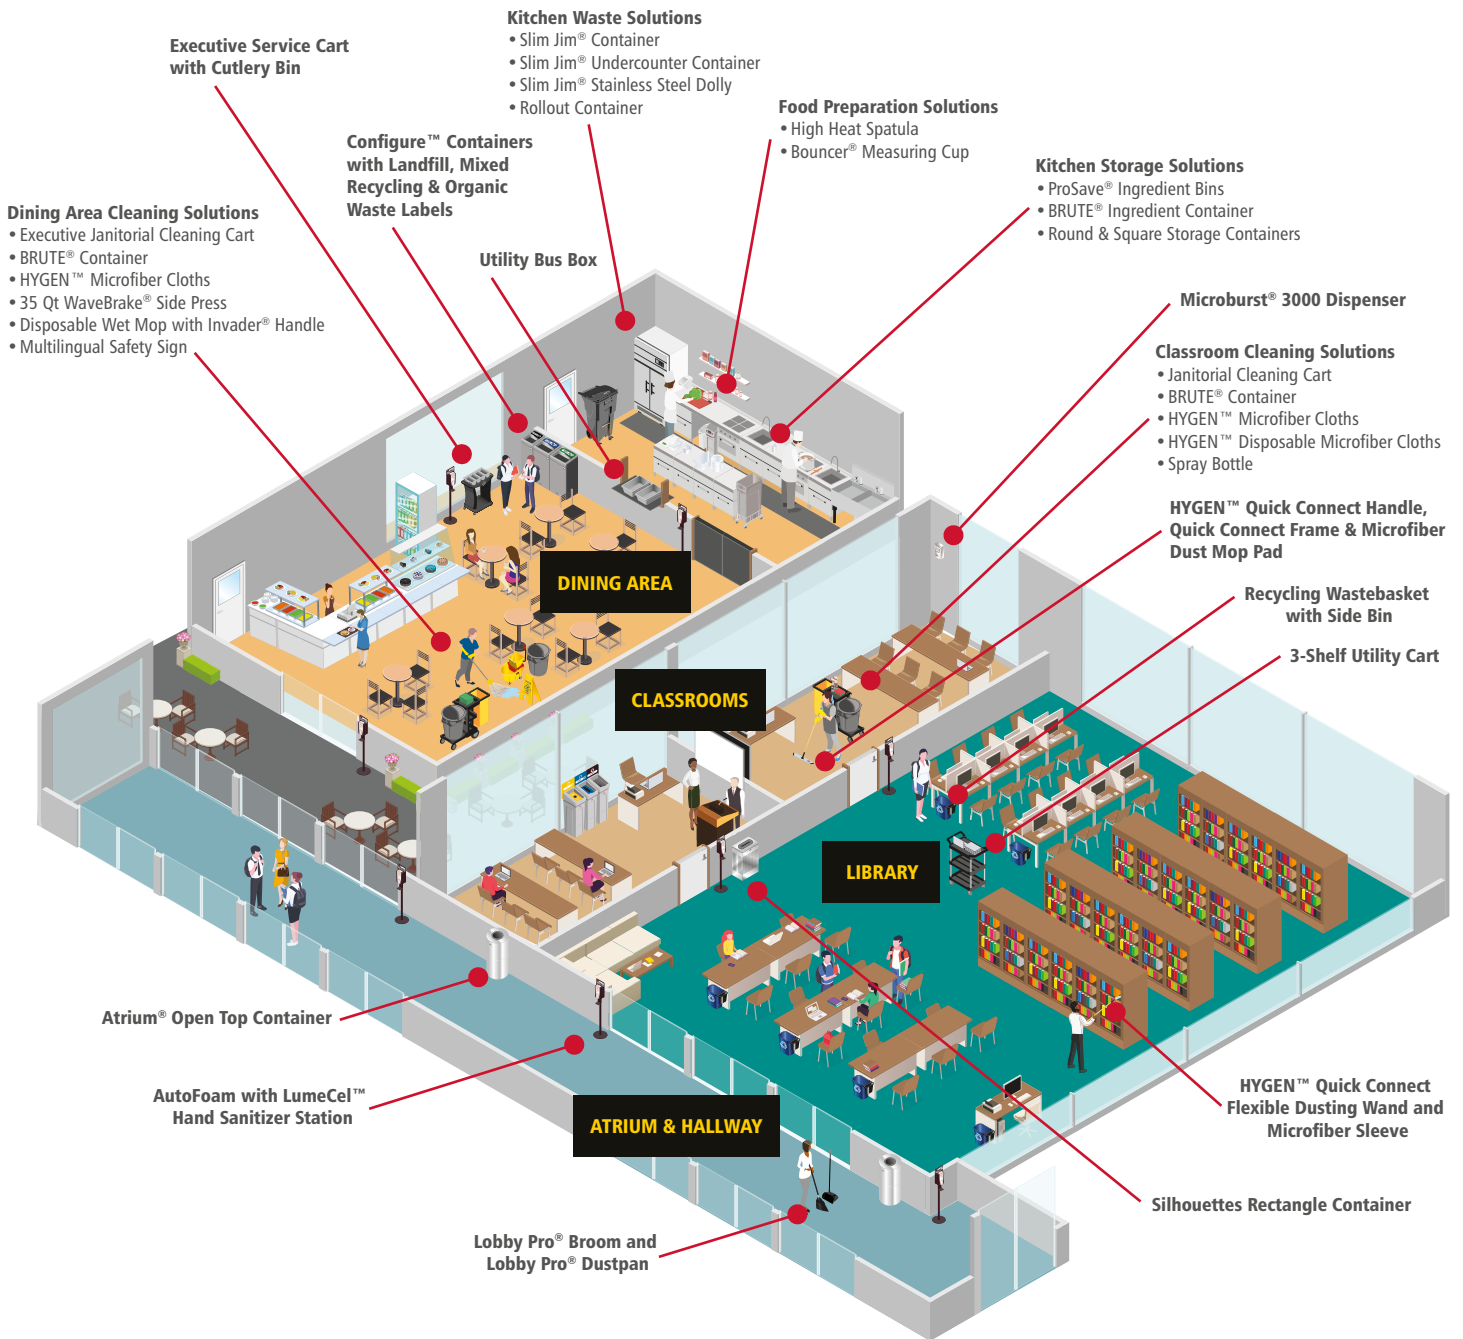 Kitchen Waste Solutions
• Slim Jim® Container
• Slim Jim® Undercounter Container
• Slim Jim® Stainless Steel Dolly
• Rollout Container
Executive Service Cart
with Cutlery Bin
Food Preparation Solutions
• High Heat Spatula
• Bouncer® Measuring Cup
Configure™ Containers
with Landfill, Mixed
Recycling & Organic
Waste Labels
Kitchen Storage Solutions
• ProSave® Ingredient Bins
• BRUTE® Ingredient Container
• Round & Square Storage Containers
Dining Area Cleaning Solutions
• Executive Janitorial Cleaning Cart
• BRUTE® Container
• HYGEN™ Microfiber Cloths
• 35 Qt WaveBrake® Side Press
• Disposable Wet Mop with Invader® Handle
• Multilingual Safety Sign
Utility Bus Box
Microburst® 3000 Dispenser
Classroom Cleaning Solutions
• Janitorial Cleaning Cart
• BRUTE® Container
• HYGEN™ Microfiber Cloths
• HYGEN™ Disposable Microfiber Cloths
• Spray Bottle
HYGEN™ Quick Connect Handle,
Quick Connect Frame & Microfiber
Dust Mop Pad
DINING AREA
Recycling Wastebasket
with Side Bin
3-Shelf Utility Cart
CLASSROOMS
LIBRARY
Atrium® Open Top Container
AutoFoam with LumeCel™
Hand Sanitizer Station
ATRIUM & HALLWAY
HYGEN™ Quick Connect
Flexible Dusting Wand and
Microfiber Sleeve
Silhouettes Rectangle Container
Lobby Pro® Broom and
Lobby Pro® Dustpan